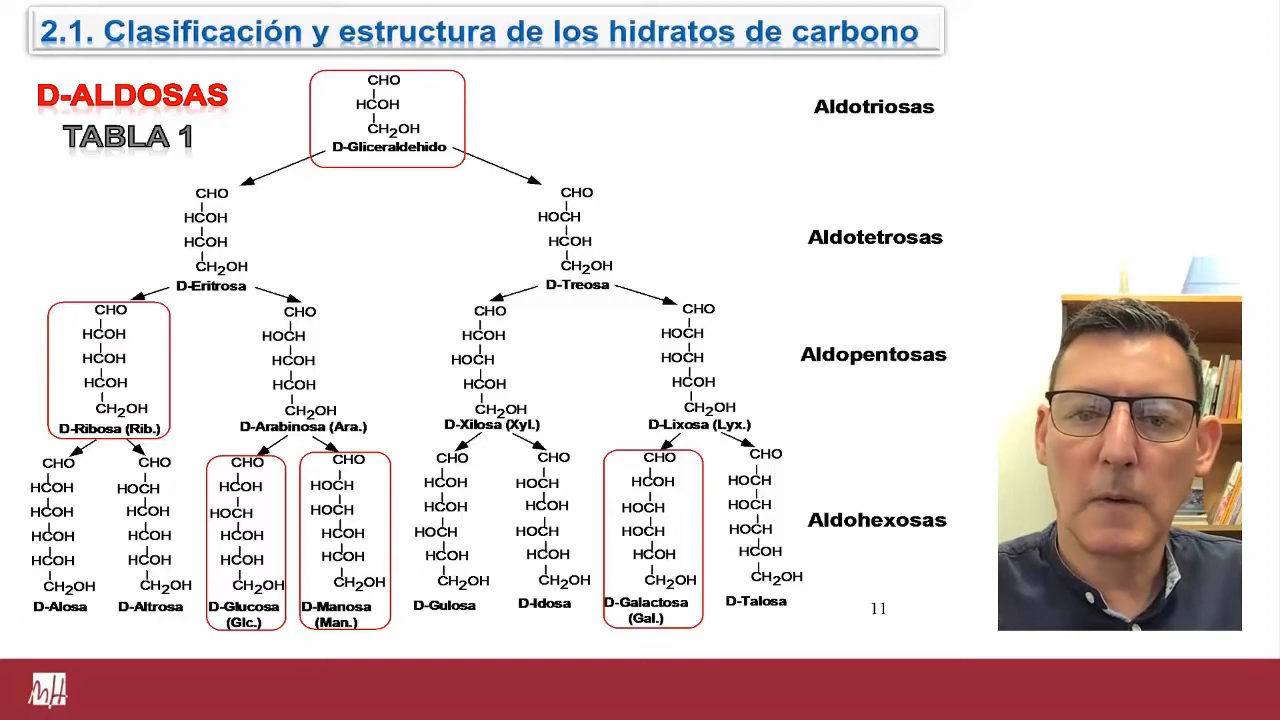 2.1. Clasificación y estructura de los hidratos de carbono
D-ALDOSAS
TABLA 1
CHO
HCOH
CH2OH
D-Gliceraldehido
Aldotriosas
CHO
HCOH
HCOH
CH2OH
D-Eritrosa
CHO
HOCH
HCOH
CH2OH
D-Treosa
Aldotetrosas
CHO
HCOH
HCOH
HCOH
CH2OH
D-Ribosa (Rib.)
CHO
HOCH
HCOH
HCOH
CH2OH
D-Arabinosa (Ara.)
CHO
HCOH
HOCH
HCOH
CH2OH
D-Xilosa (Xyl.)
CHO
HOCH
HOCH
HCOH
CH2OH
D-Lixosa (Lyx.)
Aldopentosas
CHO
HCOH
HCOH
HCOH
HCOH
CH2OH
D-Alosa
CHO
HOCH
HCOH
HCOH
HCOH
CH2OH
D-Altrosa
CHO
HCOH
HOCH
HCOH
HCOH
CH2OH
D-Glucosa
(Glc.)
CHO
HOCH
HOCH
HCOH
HCOH
CH2OH
D-Manosa
(Man.)
CHO
HCOH
HCOH
HOCH
HCOH
CH2OH
D-Gulosa
CHO
HOCH
HCOH
HOCH
HCOH
CH2OH
D-Idosa
CHO
HCOH
HOCH
HOCH
HCOH
CH2OH
D-Galactosa
(Gal.)
CHO
HOCH
HOCH
HOCH
HCOH
CH2OH
D-Talosa
Aldohexosas
11